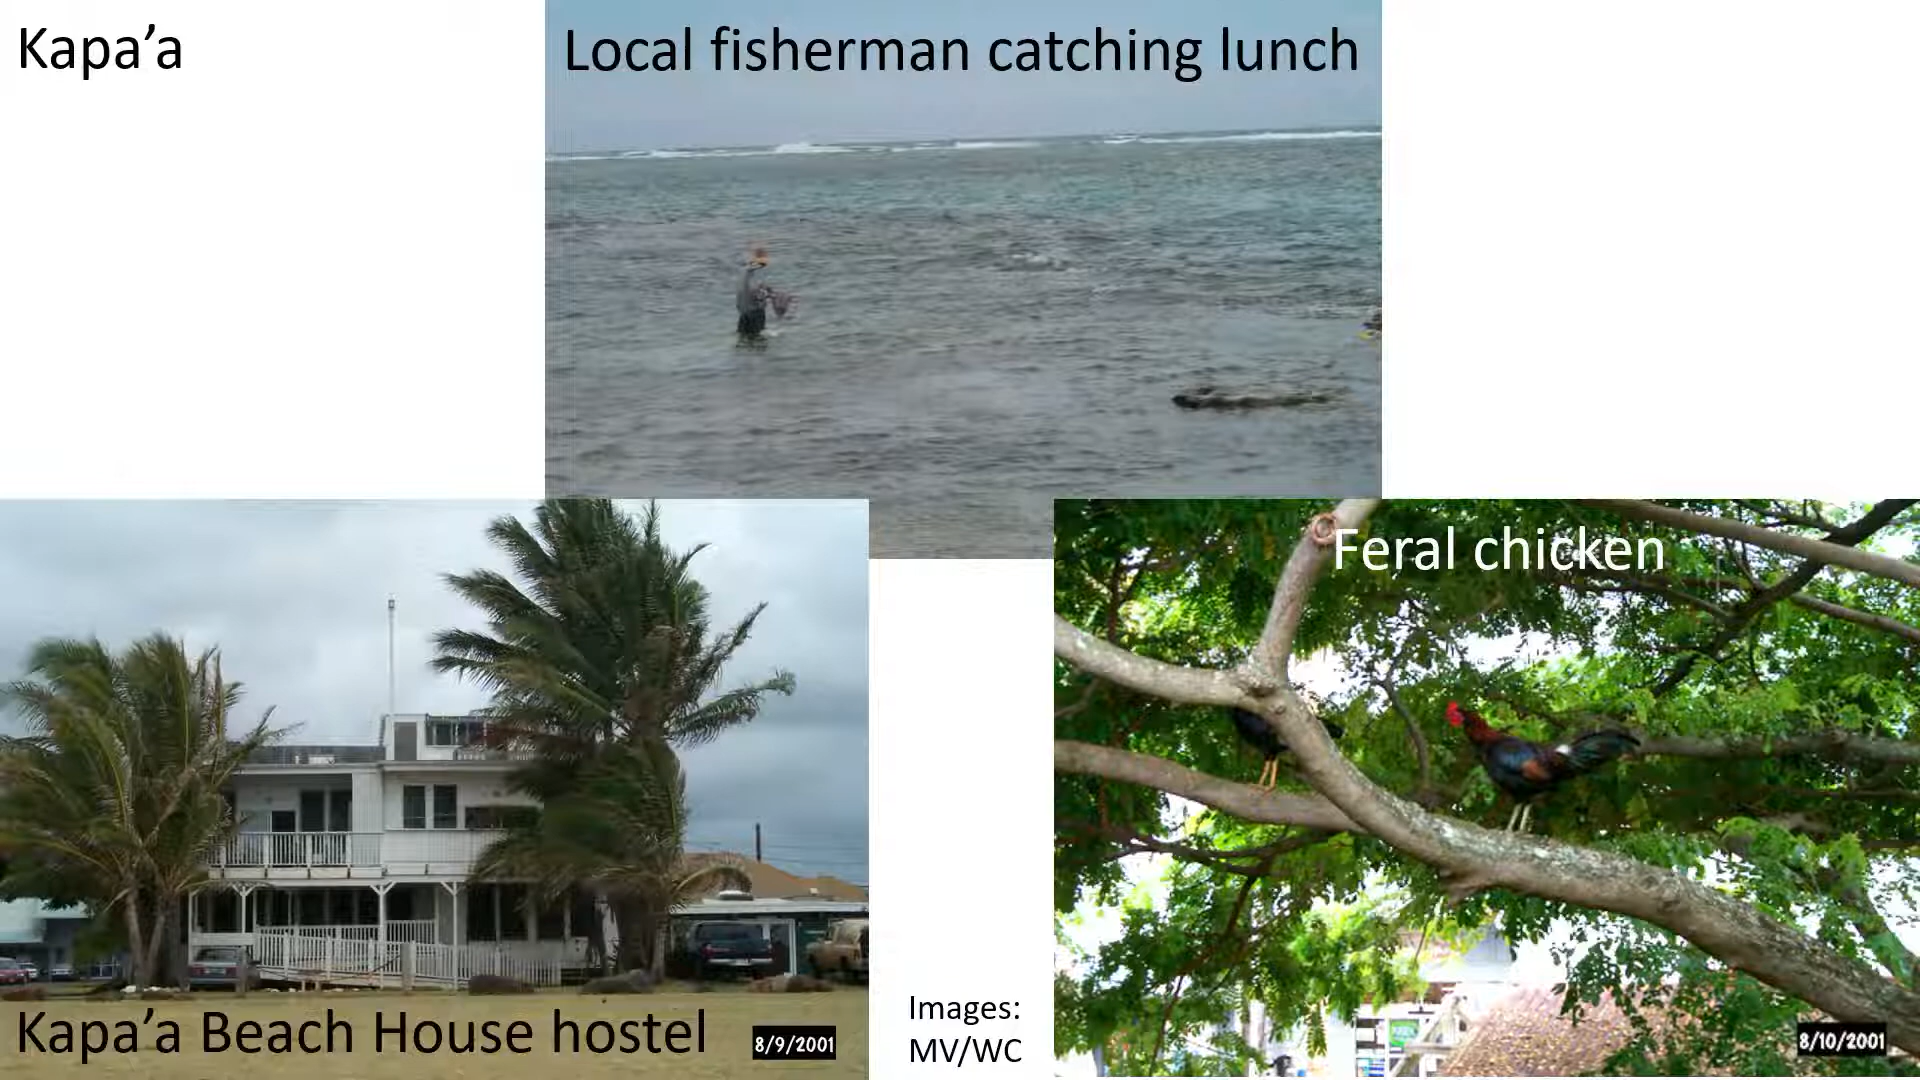 Kapa’a
Local fisherman catching lunch
Feral chicken
Kapa’a Beach House hostel
8/9/2001
Images:
MV/WC
8/10/2001